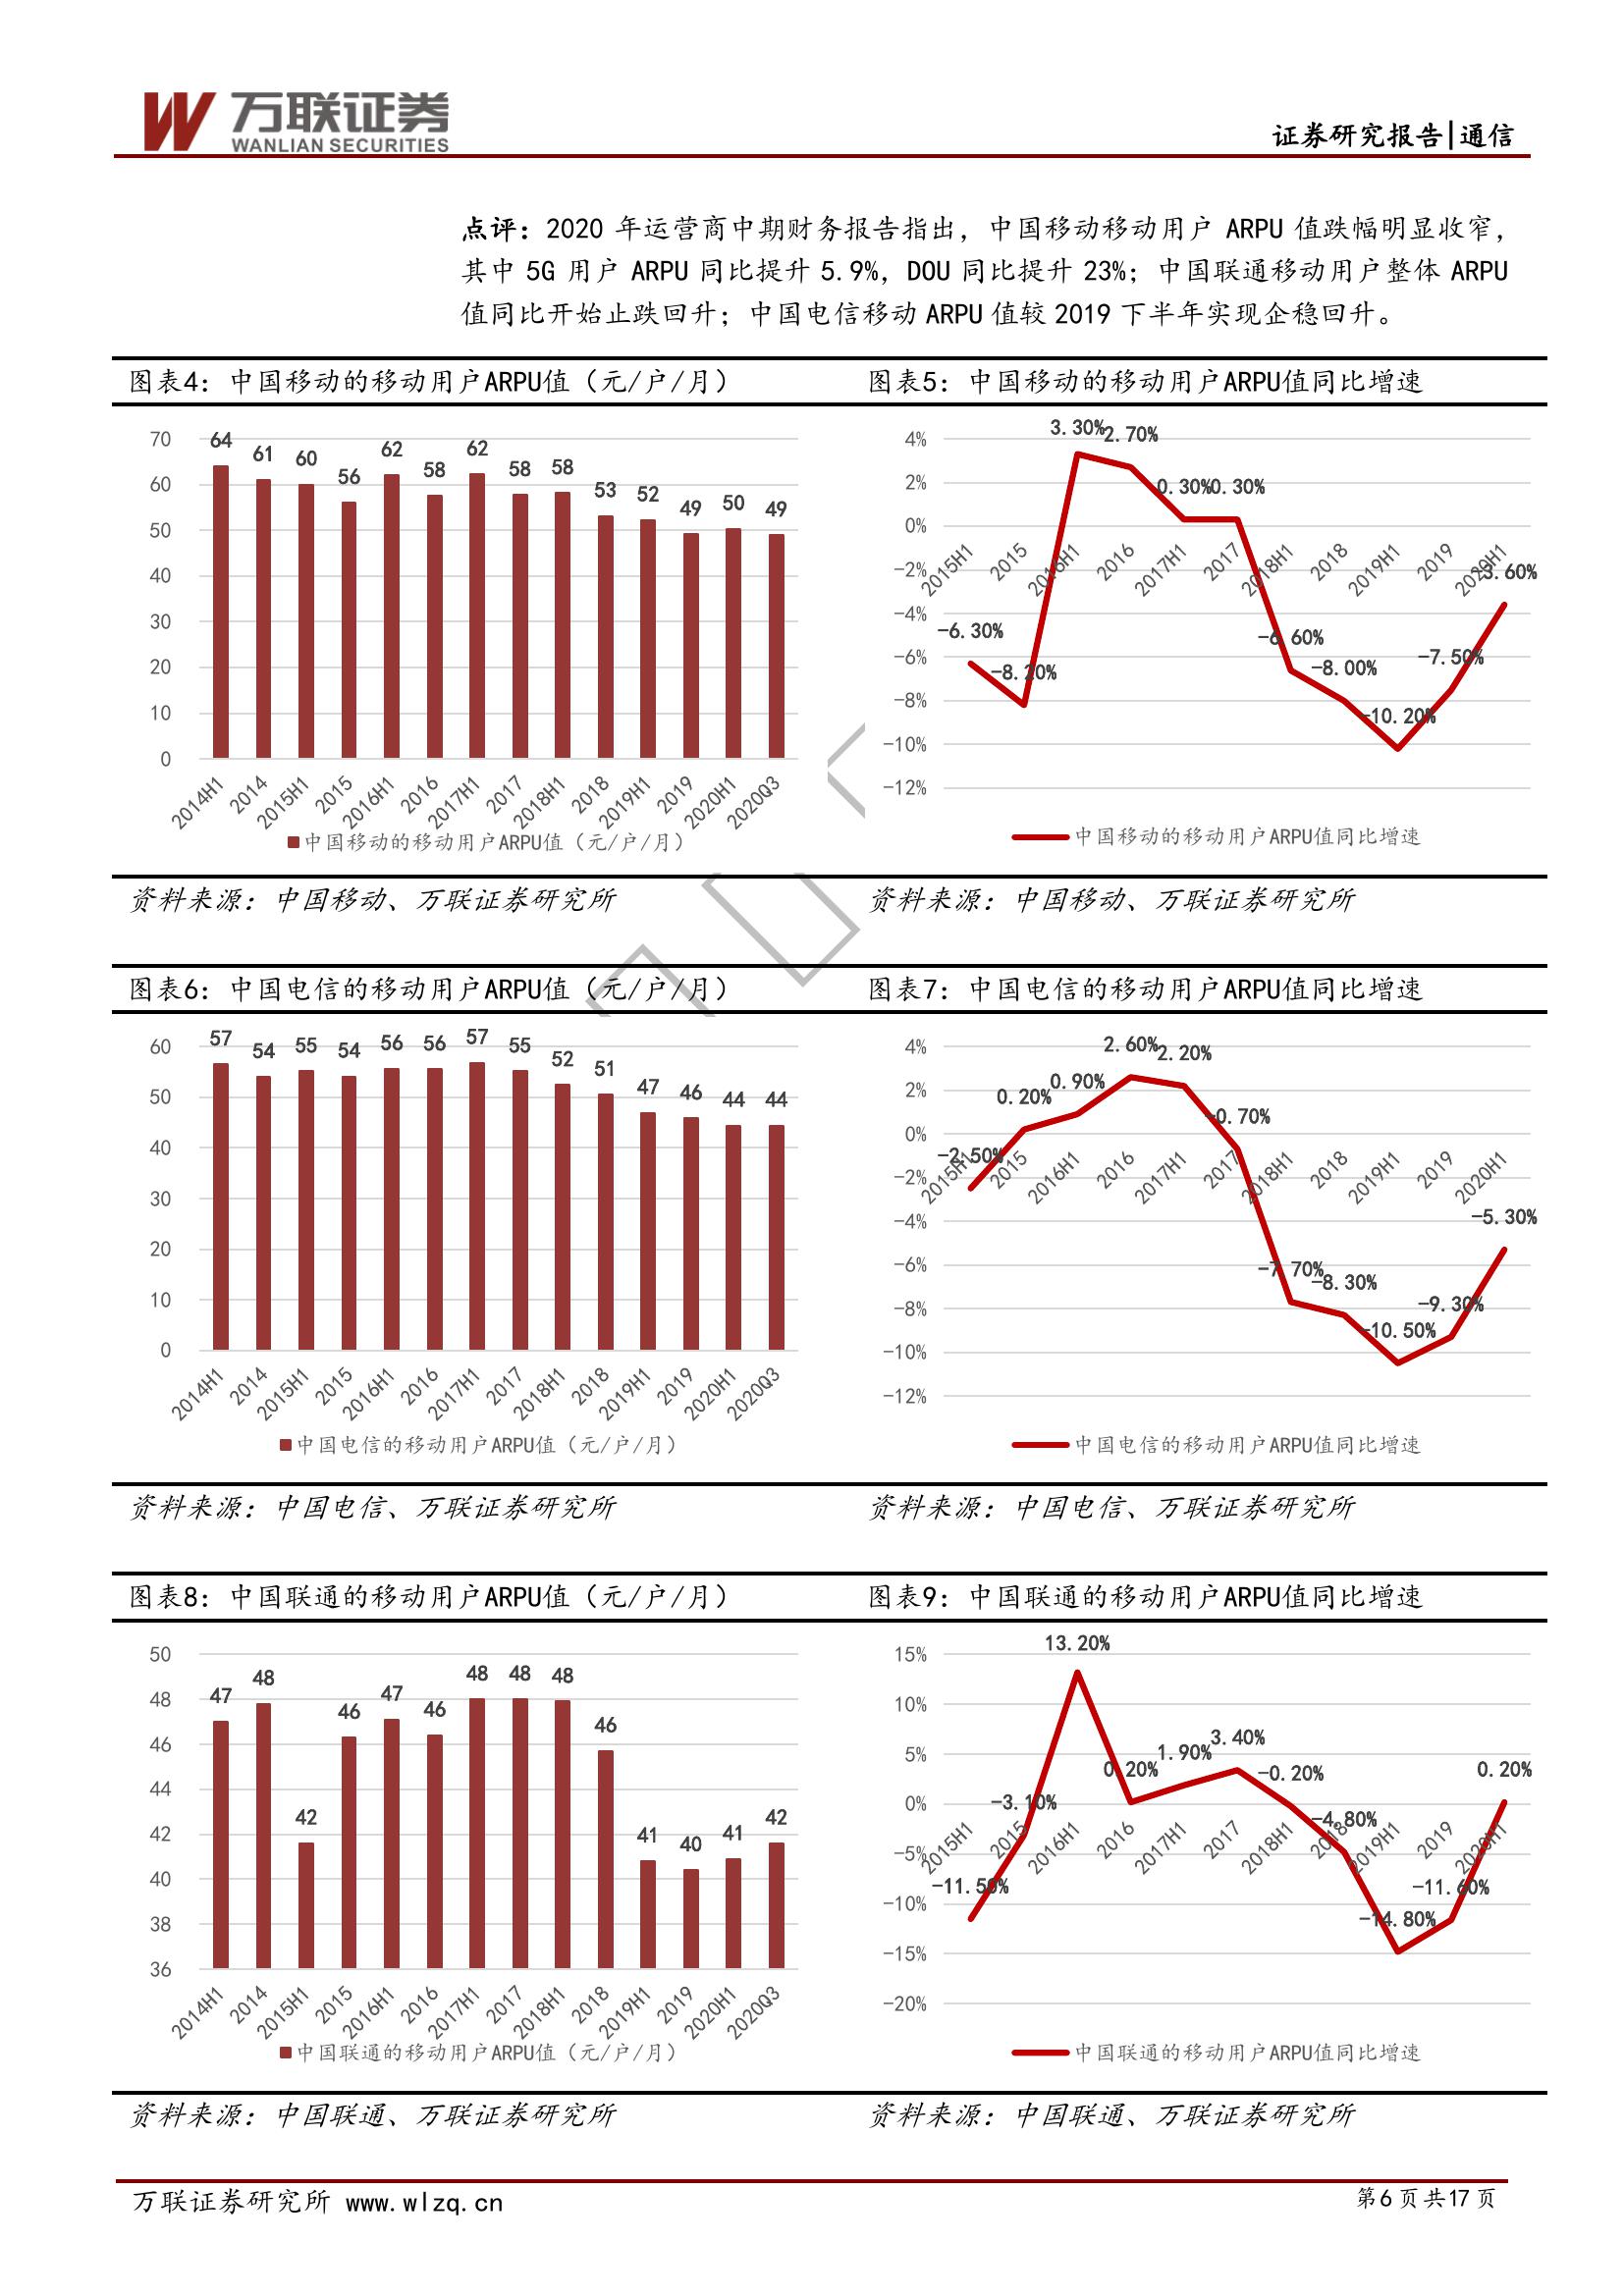 万联证券
WANLIAN SECURITIES
证券研究报告|通信
点评：2020 年运营商中期财务报告指出，中国移动移动用户 ARPU 值跌幅明显收窄，
其中 5G 用户 ARPU 同比提升 5.9%，DOU 同比提升 23%；中国联通移动用户整体 ARPU
值同比开始止跌回升；中国电信移动 ARPU 值较 2019 下半年实现企稳回升。
图表4：中国移动的移动用户ARPU值（元/户/月）
70
60
50
40
30
20
10
0
64 61 60 56 62 58 62 58 58 53 52 49 50 49
2014H1 2014 2015H1 2015 2016H1 2016 2017H1 2017 2018H1 2018 2019H1 2019 2020H1 2020Q3
中国移动的移动用户ARPU值（元/户/月）
资料来源：中国移动、万联证券研究所
图表5：中国移动的移动用户ARPU值同比增速
4%
2%
0%
-2%
-4%
-6%
-8%
-10%
-12%
-6.30% -8.20% 3.30% 2.70% 0.30% 0.30% -6.60% -8.00% -10.20% -7.50% -3.60%
2015H1 2015 2016H1 2016 2017H1 2017 2018H1 2018 2019H1 2019 2020H1
中国移动的移动用户ARPU值同比增速
资料来源：中国移动、万联证券研究所
图表6：中国电信的移动用户ARPU值（元/户/月）
60
50
40
30
20
10
0
57 54 55 54 56 56 57 55 52 51 47 46 44 44
2014H1 2014 2015H1 2015 2016H1 2016 2017H1 2017 2018H1 2018 2019H1 2019 2020H1 2020Q3
中国电信的移动用户ARPU值（元/户/月）
资料来源：中国电信、万联证券研究所
图表7：中国电信的移动用户ARPU值同比增速
4%
2%
0%
-2%
-4%
-6%
-8%
-10%
-12%
-2.50% 0.20% 0.90% 2.60% 2.20% -0.70% -7.70% -8.30% -10.50% -9.30% -5.30%
2015H1 2015 2016H1 2016 2017H1 2017 2018H1 2018 2019H1 2019 2020H1
中国电信的移动用户ARPU值同比增速
资料来源：中国电信、万联证券研究所
图表8：中国联通的移动用户ARPU值（元/户/月）
50
48
46
44
42
40
38
36
47 48 42 46 47 46 48 48 48 46 41 40 41 42
2014H1 2014 2015H1 2015 2016H1 2016 2017H1 2017 2018H1 2018 2019H1 2019 2020H1 2020Q3
中国联通的移动用户ARPU值（元/户/月）
资料来源：中国联通、万联证券研究所
图表9：中国联通的移动用户ARPU值同比增速
15%
10%
5%
0%
-5%
-10%
-15%
-20%
-11.50% -3.10% 13.20% 0.20% 1.90% 3.40% -0.20% -4.80% -14.80% -11.60% 0.20%
2015H1 2015 2016H1 2016 2017H1 2017 2018H1 2018 2019H1 2019 2020H1
中国联通的移动用户ARPU值同比增速
资料来源：中国联通、万联证券研究所
万联证券研究所 www.wlzq.cn
第6页共17页